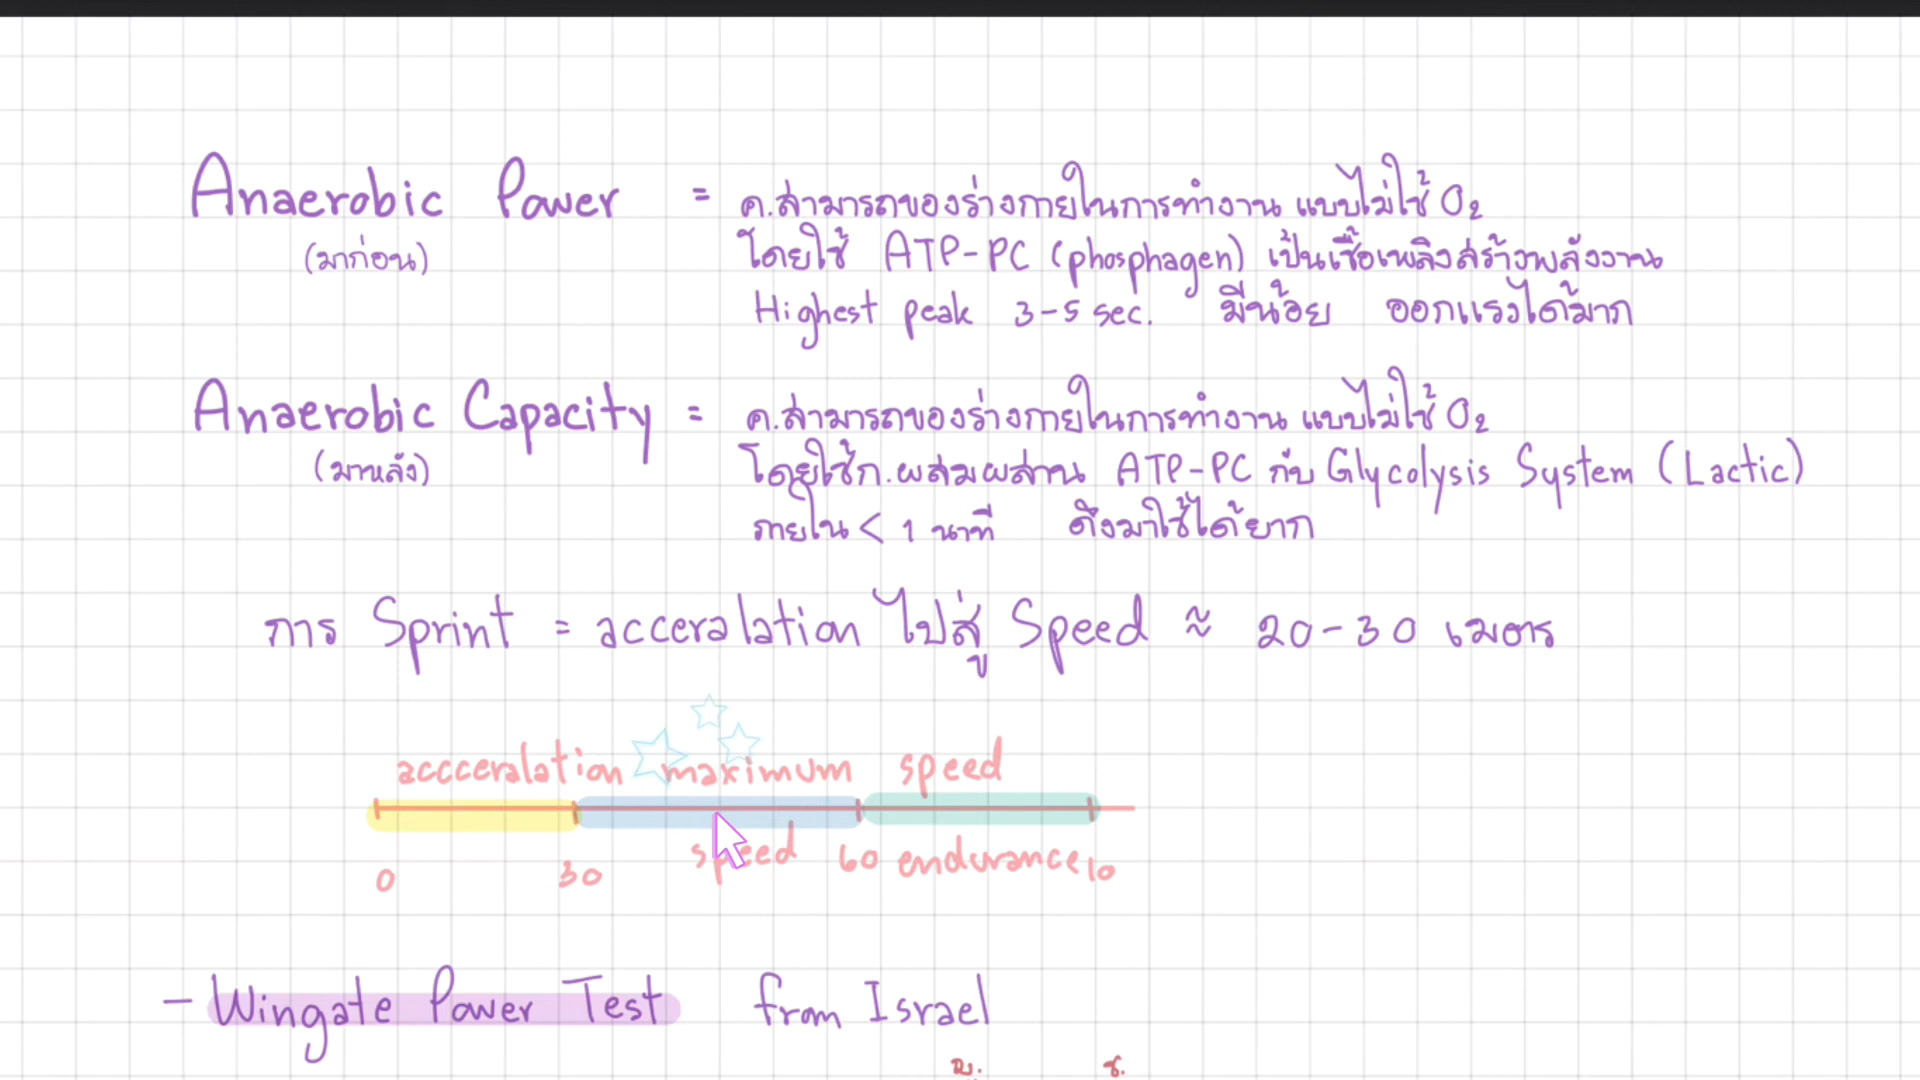 Anaerobic Power = ค.สามารถของร่างกายในการทำงาน แบบไม่ใช้ O₂
(มาก่อน) โดยใช้ ATP-PC (phosphagen) เป็นเชื้อเพลิงสร้างพลังงาน
Highest peak 3-5 sec. มีน้อย ออกแรงได้มาก
Anaerobic Capacity = ค.สามารถของร่างกายในการทำงาน แบบไม่ใช้ O₂
(มาหลัง) โดยใช้ก.ผสมผสาน ATP-PC กับ Glycolysis System (Lactic)
ภายใน < 1 นาที ดึงมาใช้ได้ยาก
การ Sprint = acceralation ไปสู่ Speed ≈ 20-30 เมตร
accceralation maximum speed
speed endurance
0 30 60 10
- Wingate Power Test from Israel
ญ. ช.